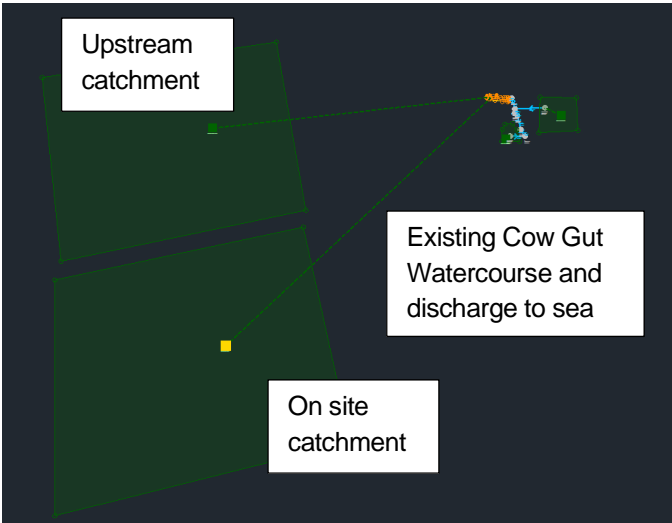 Upstream
catchment
Existing Cow Gut
Watercourse and
discharge to sea
On site
catchment